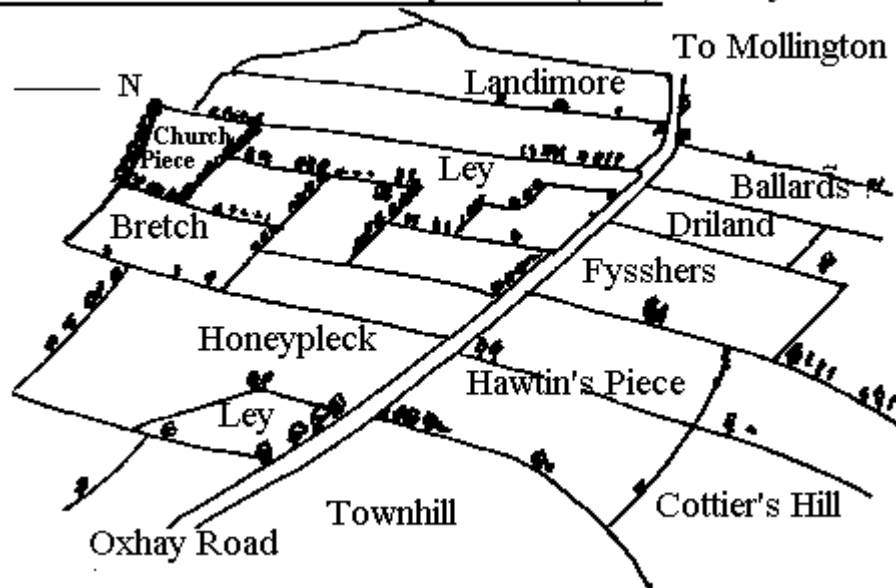 To Mollington
Landimore
N
Church
Piece
Ley
Ballards ?
Driland
Bretch
Fysshers
Honeypleck
Hawtin's Piece
Ley
Cottier's Hill
Townhill
Oxhay Road